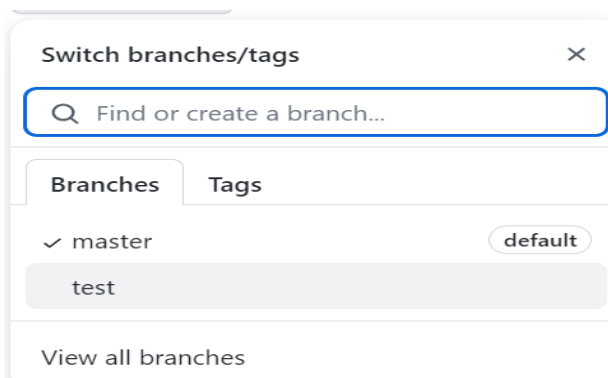 Switch branches/tags
Find or create a branch...
Branches Tags
master default
test
View all branches